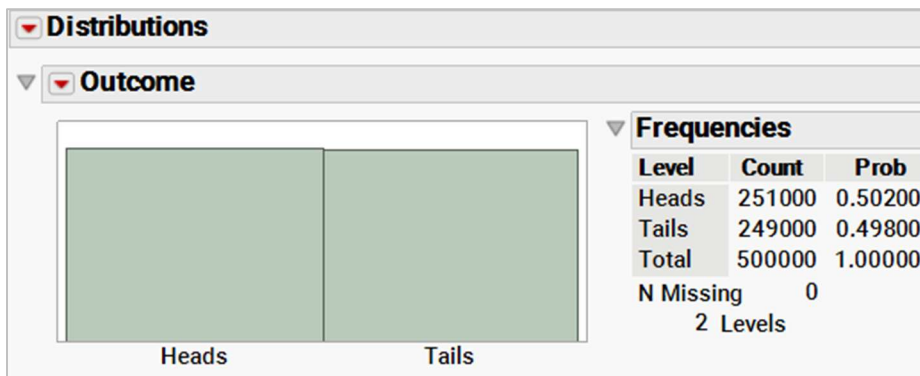 Distributions
Outcome
Heads Tails
Frequencies
Level Count Prob
Heads 251000 0.50200
Tails 249000 0.49800
Total 500000 1.00000
N Missing 0
2 Levels